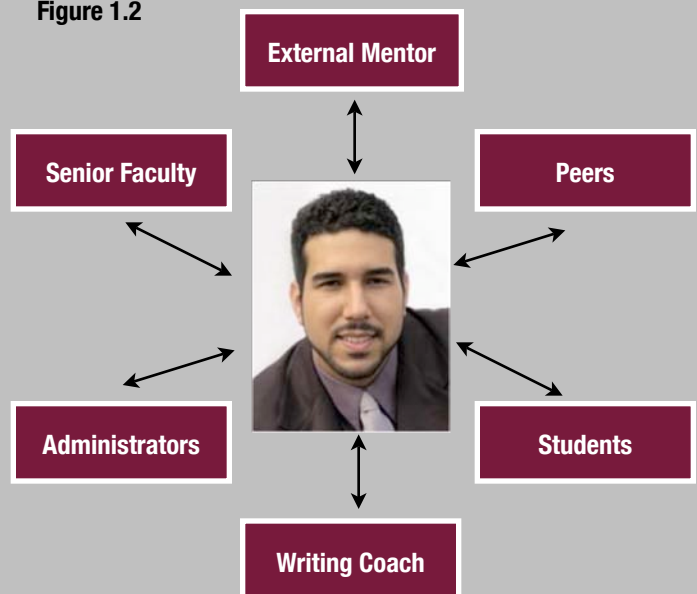 Figure 1.2
External Mentor
Senior Faculty
Peers
Administrators
Students
Writing Coach